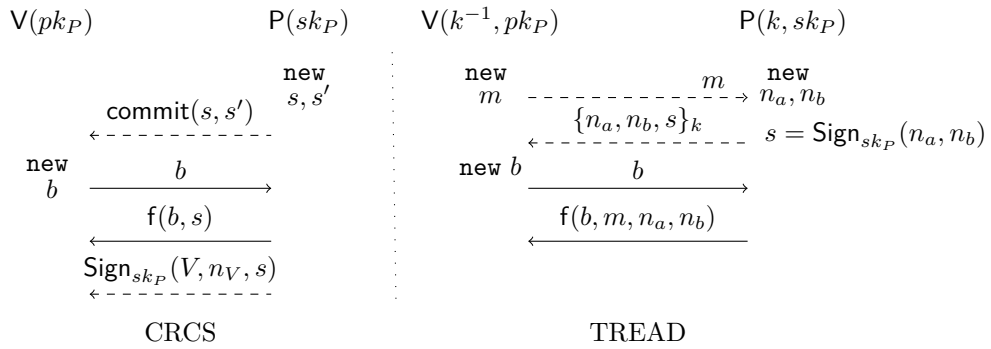 V(pk_P) P(sk_P) V(k^{-1}, pk_P) P(k, sk_P)
new new new
s, s' m m n_a, n_b
commit(s, s') {n_a, n_b, s}_k s = Sign_{sk_P}(n_a, n_b)
new b new b b
b
f(b, s) f(b, m, n_a, n_b)
Sign_{sk_P}(V, n_V, s)
CRCS TREAD